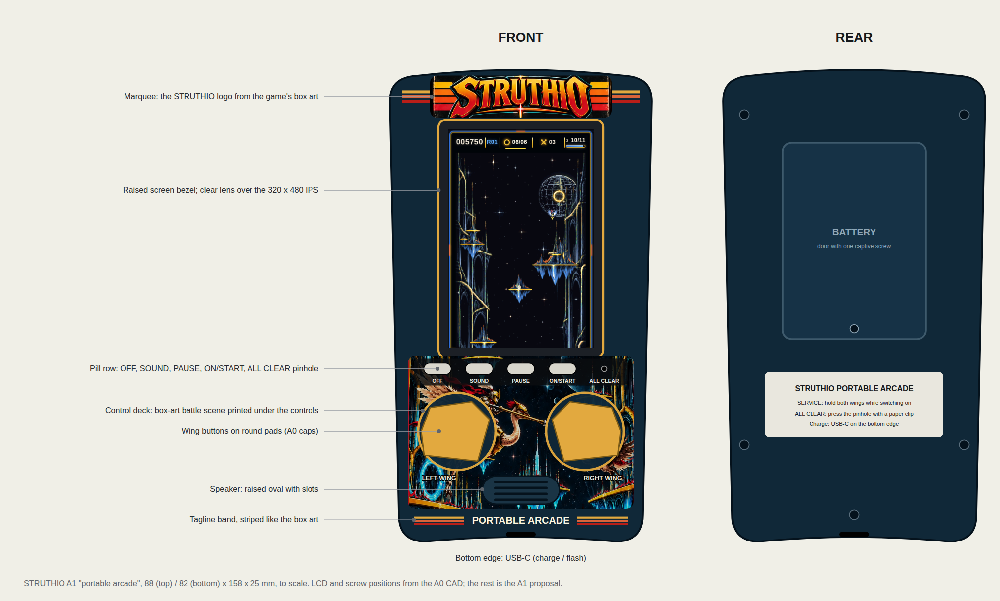 FRONT
REAR
Marquee: the STRUTHIO logo from the game's box art
STRUTHIO
005750 R01 06/06 03 J 10/11
Raised screen bezel; clear lens over the 320 x 480 IPS
BATTERY
door with one captive screw
Pill row: OFF, SOUND, PAUSE, ON/START, ALL CLEAR pinhole
OFF SOUND PAUSE ON/START ALL CLEAR
Control deck: box-art battle scene printed under the controls
Wing buttons on round pads (A0 caps)
LEFT WING RIGHT WING
Speaker: raised oval with slots
Tagline band, striped like the box art
PORTABLE ARCADE
STRUTHIO PORTABLE ARCADE
SERVICE: hold both wings while switching on
ALL CLEAR: press the pinhole with a paper clip
Charge: USB-C on the bottom edge
Bottom edge: USB-C (charge / flash)
STRUTHIO A1 "portable arcade", 88 (top) / 82 (bottom) x 158 x 25 mm, to scale. LCD and screw positions from the A0 CAD; the rest is the A1 proposal.